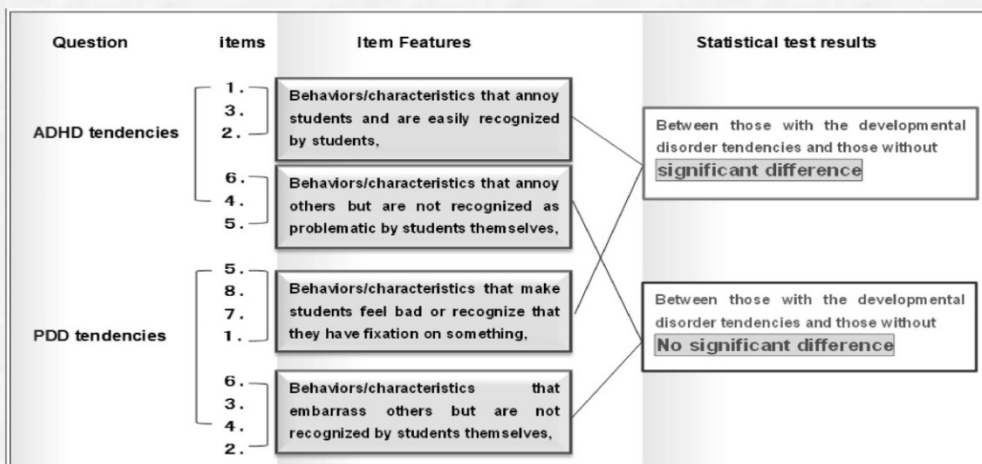 Question items Item Features Statistical test results
ADHD tendencies
1.
3.
2.
6.
4.
5.
Behaviors/characteristics that annoy
students and are easily recognized
by students,
Behaviors/characteristics that annoy
others but are not recognized as
problematic by students themselves,
PDD tendencies
5.
8.
7.
1.
6.
3.
4.
2.
Behaviors/characteristics that make
students feel bad or recognize that
they have fixation on something,
Behaviors/characteristics that
embarrass others but are not
recognized by students themselves,
Between those with the developmental
disorder tendencies and those without
significant difference
Between those with the developmental
disorder tendencies and those without
No significant difference